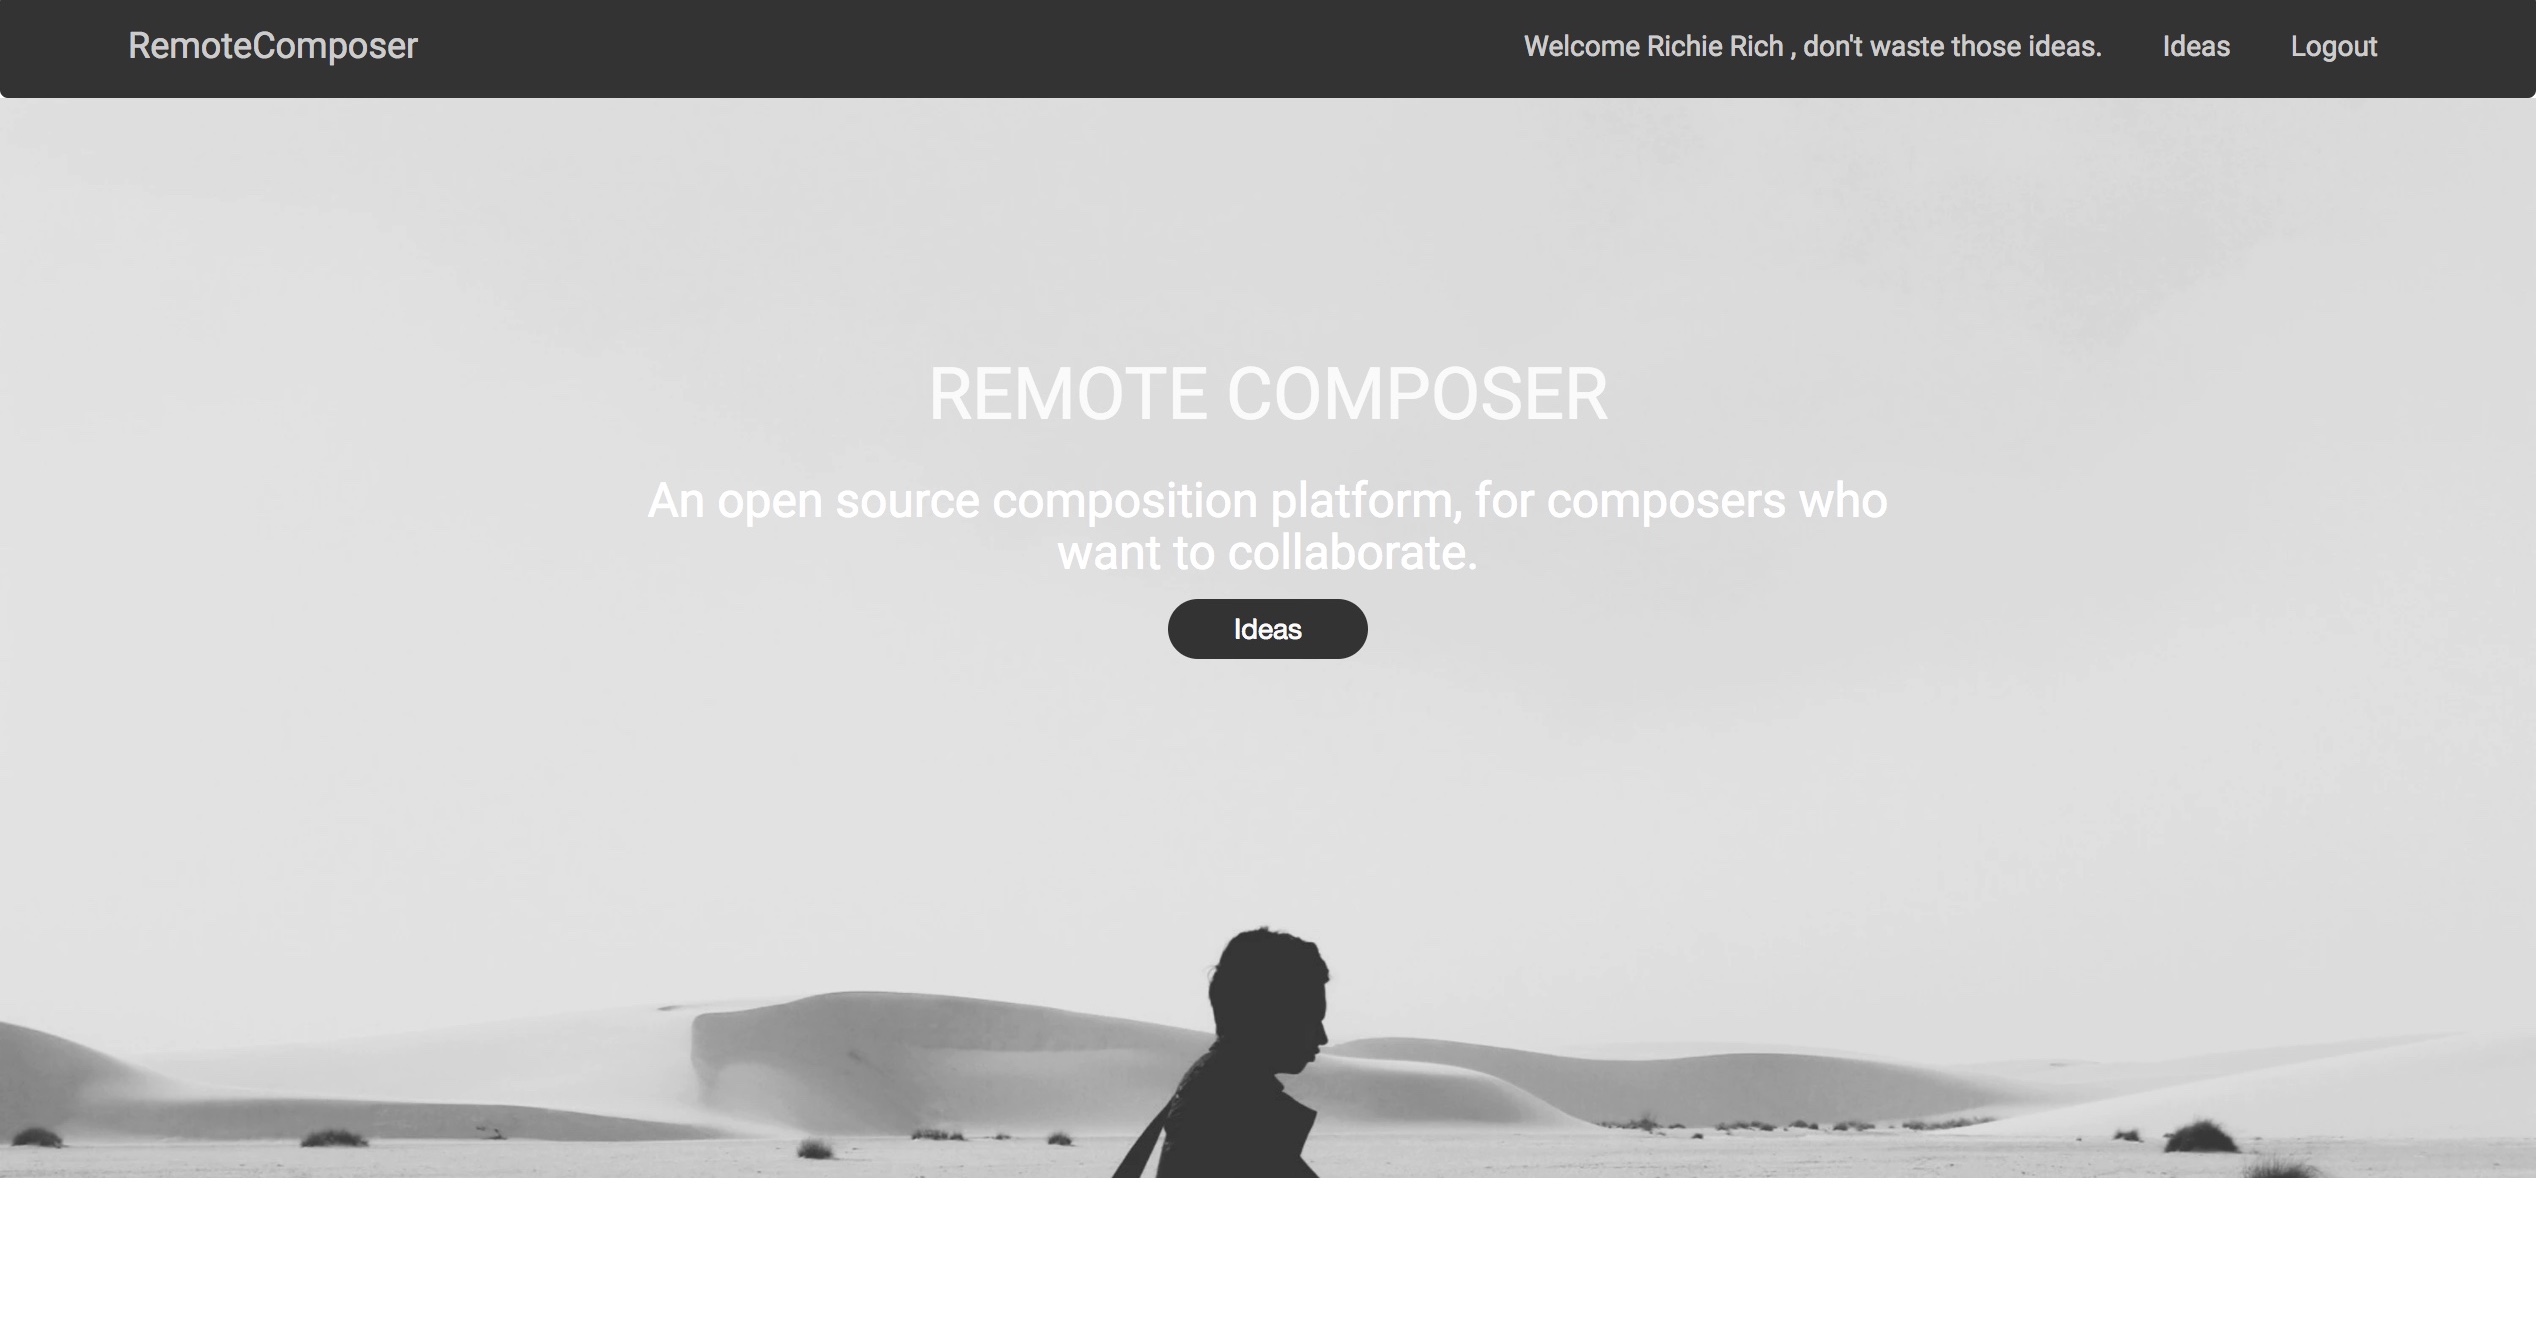 RemoteComposer
Welcome Richie Rich , don't waste those ideas.
Ideas
Logout
REMOTE COMPOSER
An open source composition platform, for composers who
want to collaborate.
Ideas